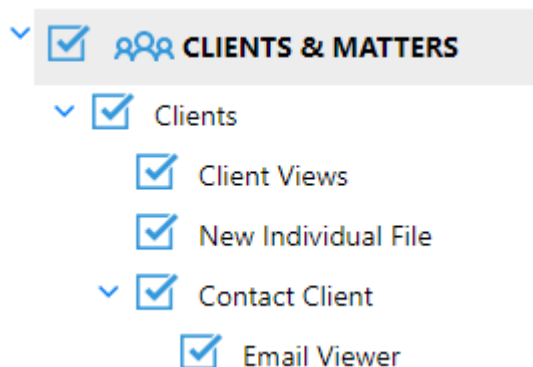 CLIENTS & MATTERS
Clients
Client Views
New Individual File
Contact Client
Email Viewer